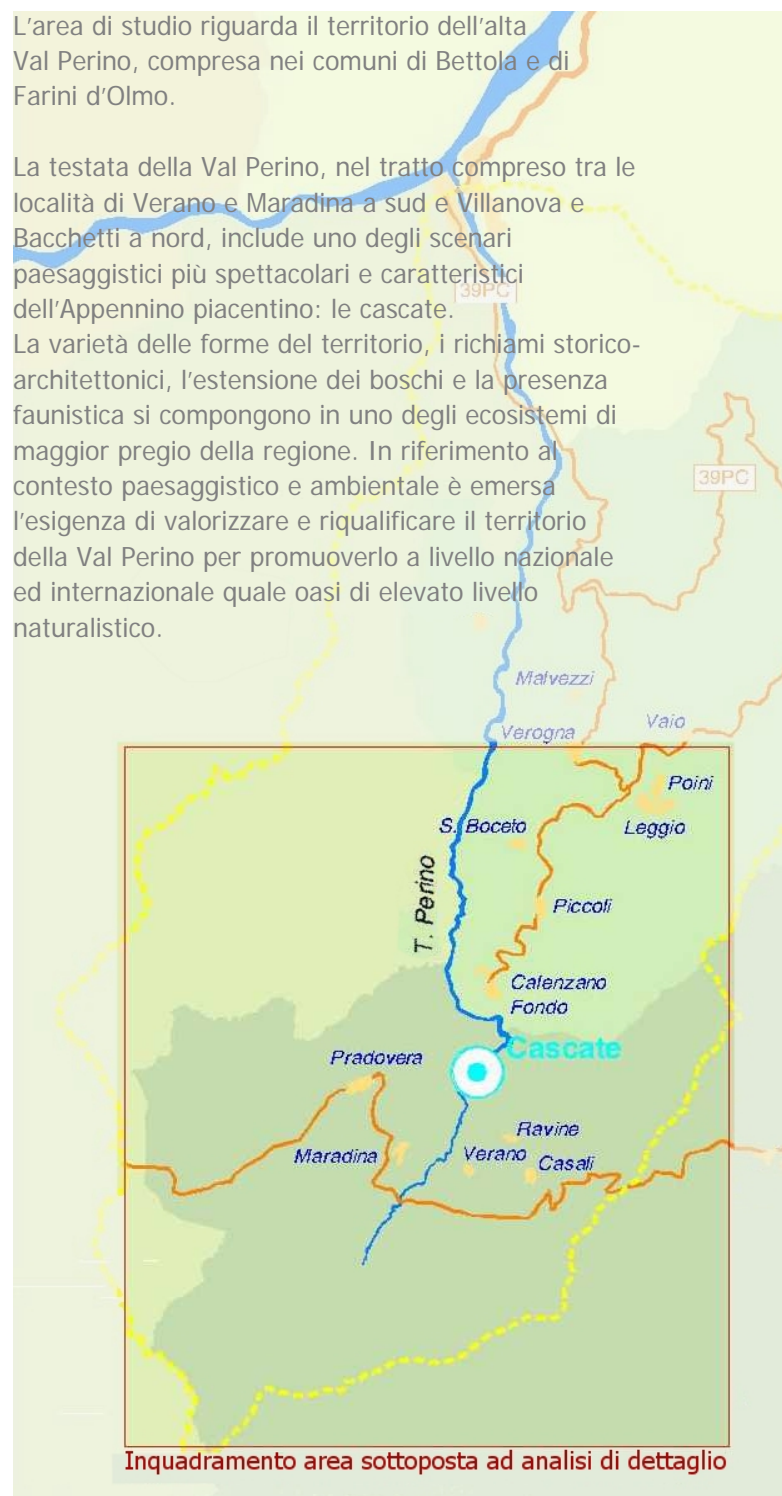 L'area di studio riguarda il territorio dell'alta
Val Perino, compresa nei comuni di Bettola e di
Farini d'Olmo.
La testata della Val Perino, nel tratto compreso tra le
località di Verano e Maradina a sud e Villanova e
Bacchetti a nord, include uno degli scenari
paesaggistici più spettacolari e caratteristici
dell'Appennino piacentino: le cascate.
La varietà delle forme del territorio, i richiami storico-
architettonici, l'estensione dei boschi e la presenza
faunistica si compongono in uno degli ecosistemi di
maggior pregio della regione. In riferimento al
contesto paesaggistico e ambientale è emersa
l'esigenza di valorizzare e riqualificare il territorio
della Val Perino per promuoverlo a livello nazionale
ed internazionale quale oasi di elevato livello
naturalistico.
39PC
39PC
Malvezzi
Verogna
Vaio
Poini
Leggio
S. Boceto
T. Perino
Piccoli
Calenzano
Fondo
Cascate
Pradovera
Ravine
Maradina
Verano
Casali
Inquadramento area sottoposta ad analisi di dettaglio